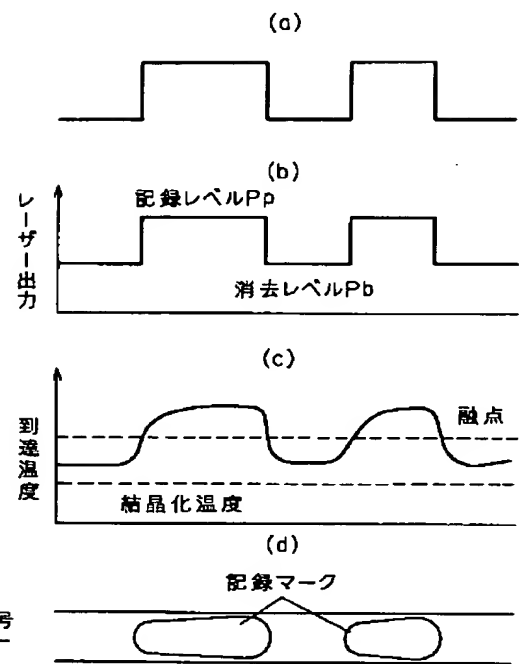 (a)
(b)
レーザー出力
記録レベルPp
消去レベルPb
(c)
到達温度
融点
結晶化温度
(d)
記録マーク
号